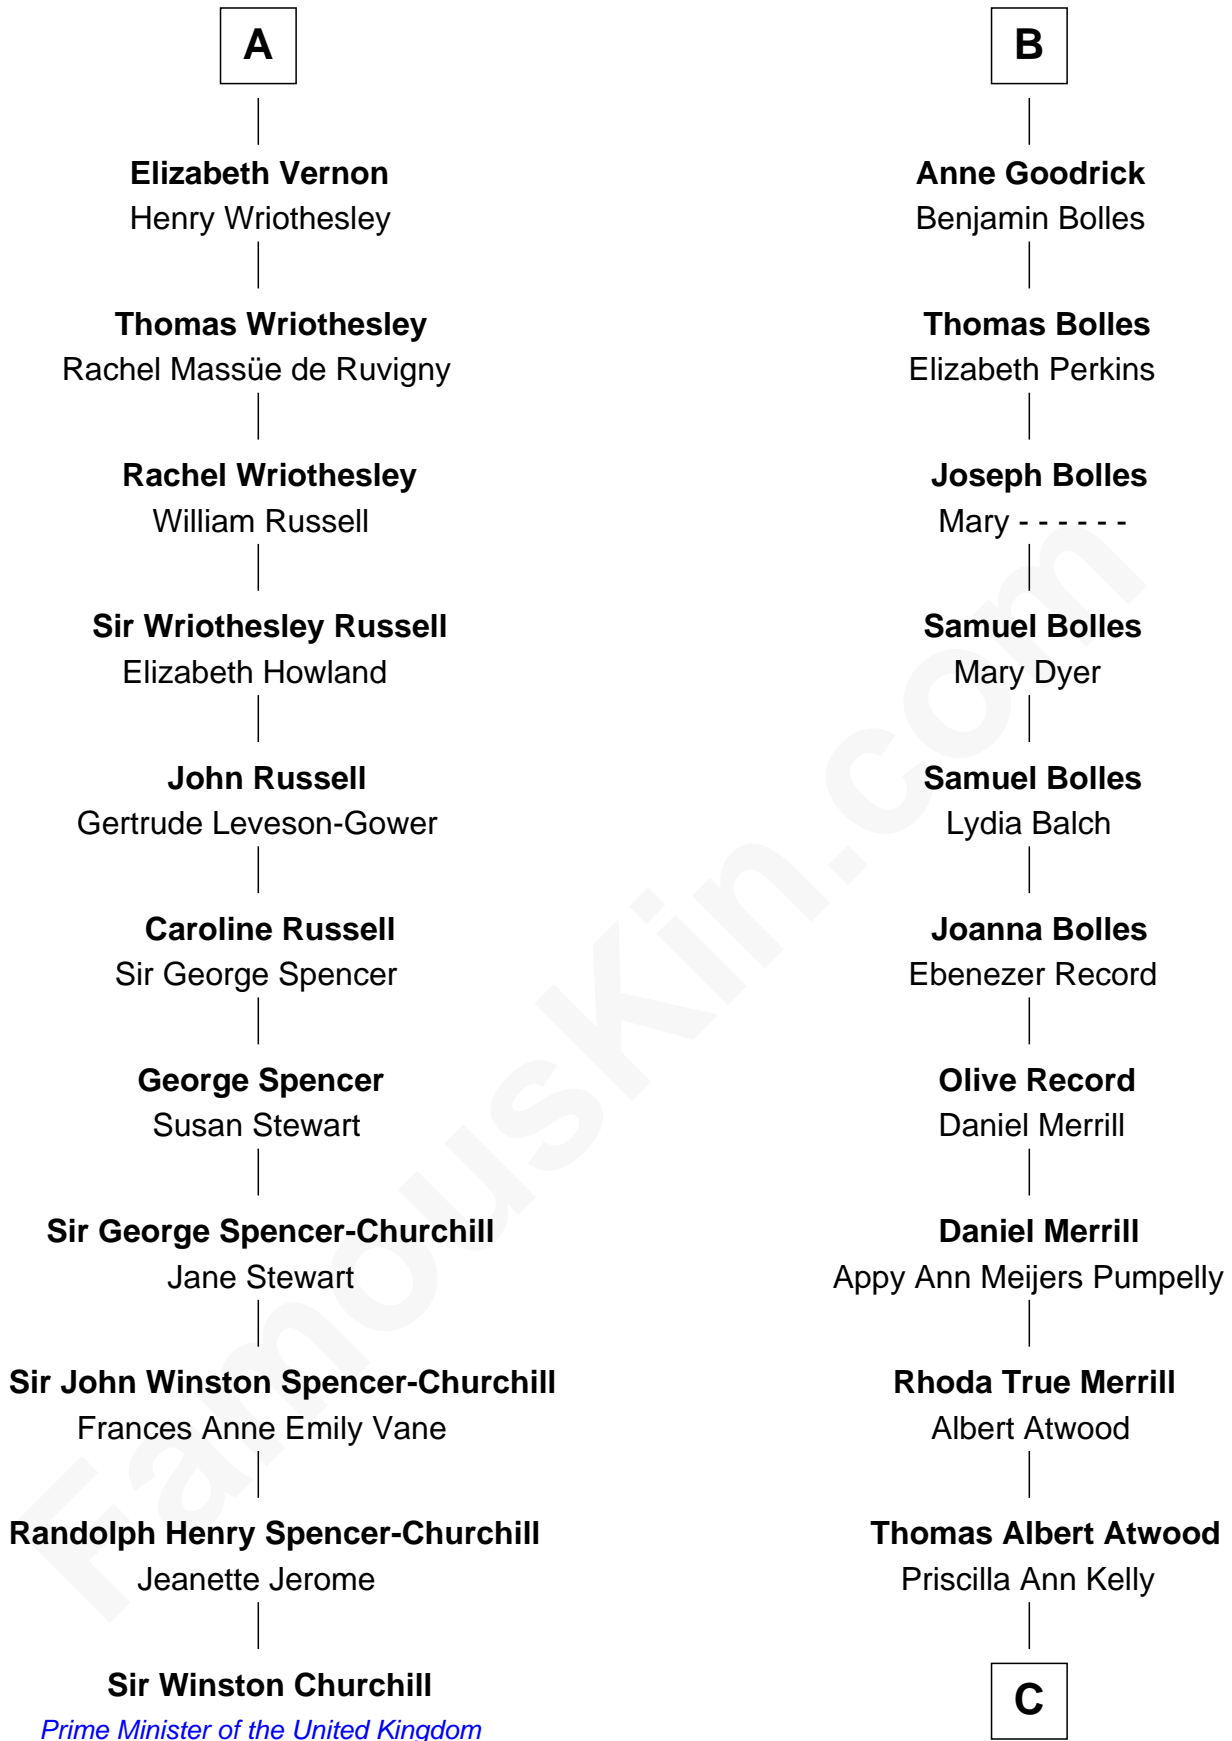 A
Elizabeth Vernon
Henry Wriothesley
Thomas Wriothesley
Rachel Massüe de Ruvigny
Rachel Wriothesley
William Russell
Sir Wriothesley Russell
Elizabeth Howland
John Russell
Gertrude Leveson-Gower
Caroline Russell
Sir George Spencer
George Spencer
Susan Stewart
Sir George Spencer-Churchill
Jane Stewart
Sir John Winston Spencer-Churchill
Frances Anne Emily Vane
Randolph Henry Spencer-Churchill
Jeanette Jerome
Sir Winston Churchill
Prime Minister of the United Kingdom
B
Anne Goodrick
Benjamin Bolles
Thomas Bolles
Elizabeth Perkins
Joseph Bolles
Mary - - - - - -
Samuel Bolles
Mary Dyer
Samuel Bolles
Lydia Balch
Joanna Bolles
Ebenezer Record
Olive Record
Daniel Merrill
Daniel Merrill
Appy Ann Meijers Pumpelly
Rhoda True Merrill
Albert Atwood
Thomas Albert Atwood
Priscilla Ann Kelly
C
FamousKin.com